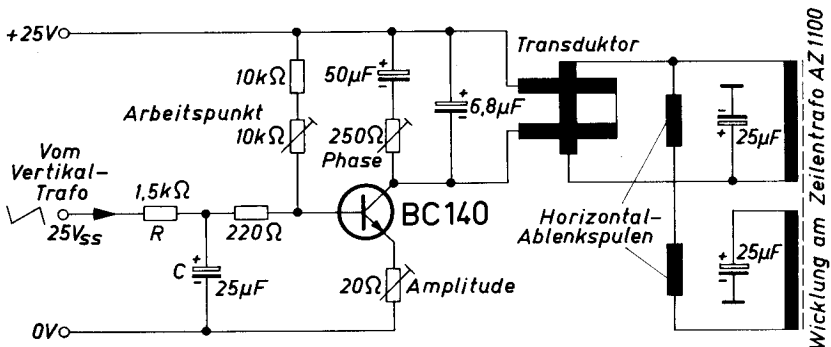 +25V
10kΩ
Arbeitspunkt
10kΩ
50µF
+
-
250Ω
Phase
+
6,8µF
-
Transduktor
Vom
Vertikal-
Trafo
25Vss
1,5kΩ
R
220Ω
BC140
C
+
25µF
-
20Ω
Amplitude
0V
Horizontal-
Ablenkspulen
-
+
25µF
+
25µF
-
Wicklung am Zeilentrafo AZ1100